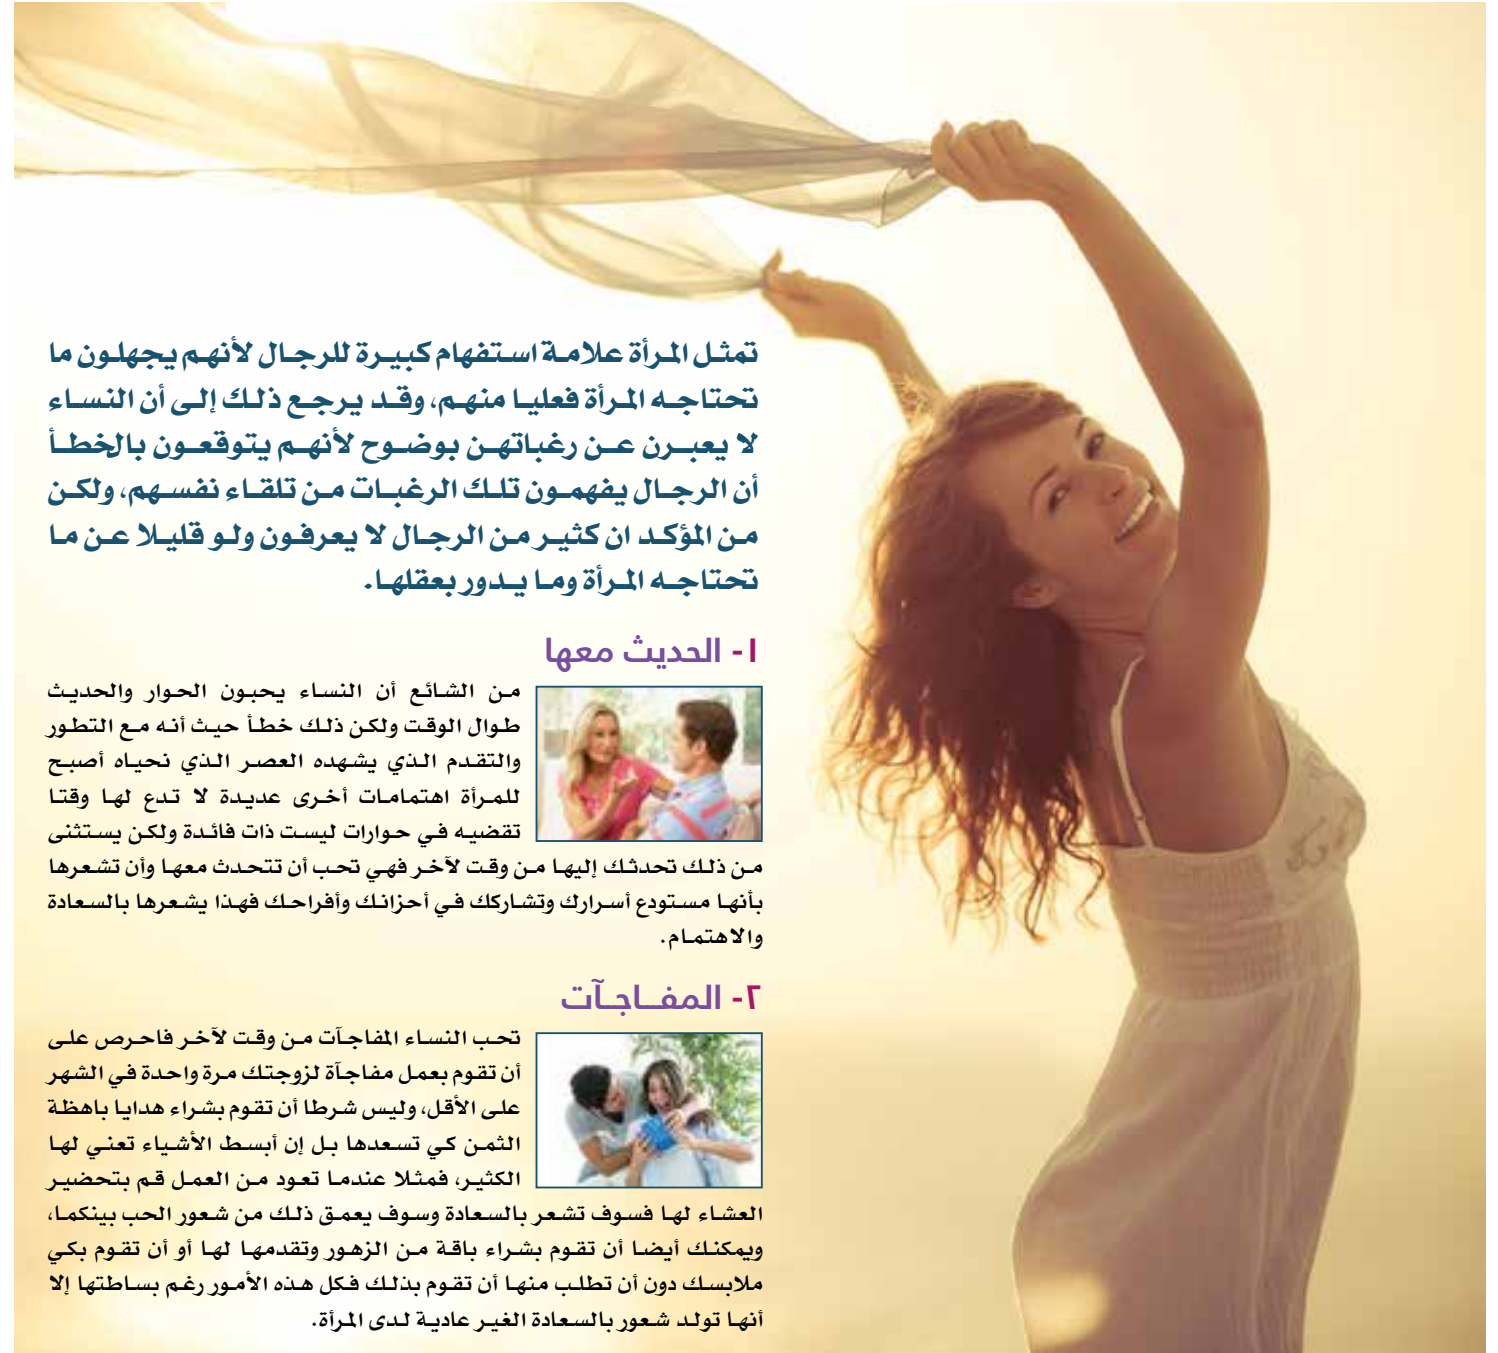 تمثل المرأة علامة استفهام كبيرة للرجال لأنهم يجهلون ما
تحتاجه المرأة فعليا منهم، وقد يرجع ذلك إلى أن النساء
لا يعبرن عن رغباتهن بوضوح لأنهم يتوقعون بالخطأ
أن الرجال يفهمون تلك الرغبات من تلقاء نفسهم، ولكن
من المؤكد ان كثير من الرجال لا يعرفون ولو قليلا عن ما
تحتاجه المرأة وما يدور بعقلها.
١- الحديث معها
من الشائع أن النساء يحبون الحوار والحديث
طوال الوقت ولكن ذلك خطأ حيث أنه مع التطور
والتقدم الذي يشهده العصر الذي نحياه أصبح
للمرأة اهتمامات أخرى عديدة لا تدع لها وقتا
تقضيه في حوارات ليست ذات فائدة ولكن يستثنى
من ذلك تحدثك إليها من وقت لآخر فهي تحب أن تتحدث معها وأن تشعرها
بأنها مستودع أسرارك وتشاركك في أحزانك وأفراحك فهذا يشعرها بالسعادة
والاهتمام.
٢- المفاجآت
تحب النساء المفاجآت من وقت لآخر فاحرص على
أن تقوم بعمل مفاجآة لزوجتك مرة واحدة في الشهر
على الأقل، وليس شرطا أن تقوم بشراء هدايا باهظة
الثمن كي تسعدها بل إن أبسط الأشياء تعني لها
الكثير، فمثلا عندما تعود من العمل قم بتحضير
العشاء لها فسوف تشعر بالسعادة وسوف يعمق ذلك من شعور الحب بينكما،
ويمكنك أيضا أن تقوم بشراء باقة من الزهور وتقدمها لها أو أن تقوم بكي
ملابسك دون أن تطلب منها أن تقوم بذلك فكل هذه الأمور رغم بساطتها إلا
أنها تولد شعور بالسعادة الغير عادية لدى المرأة.